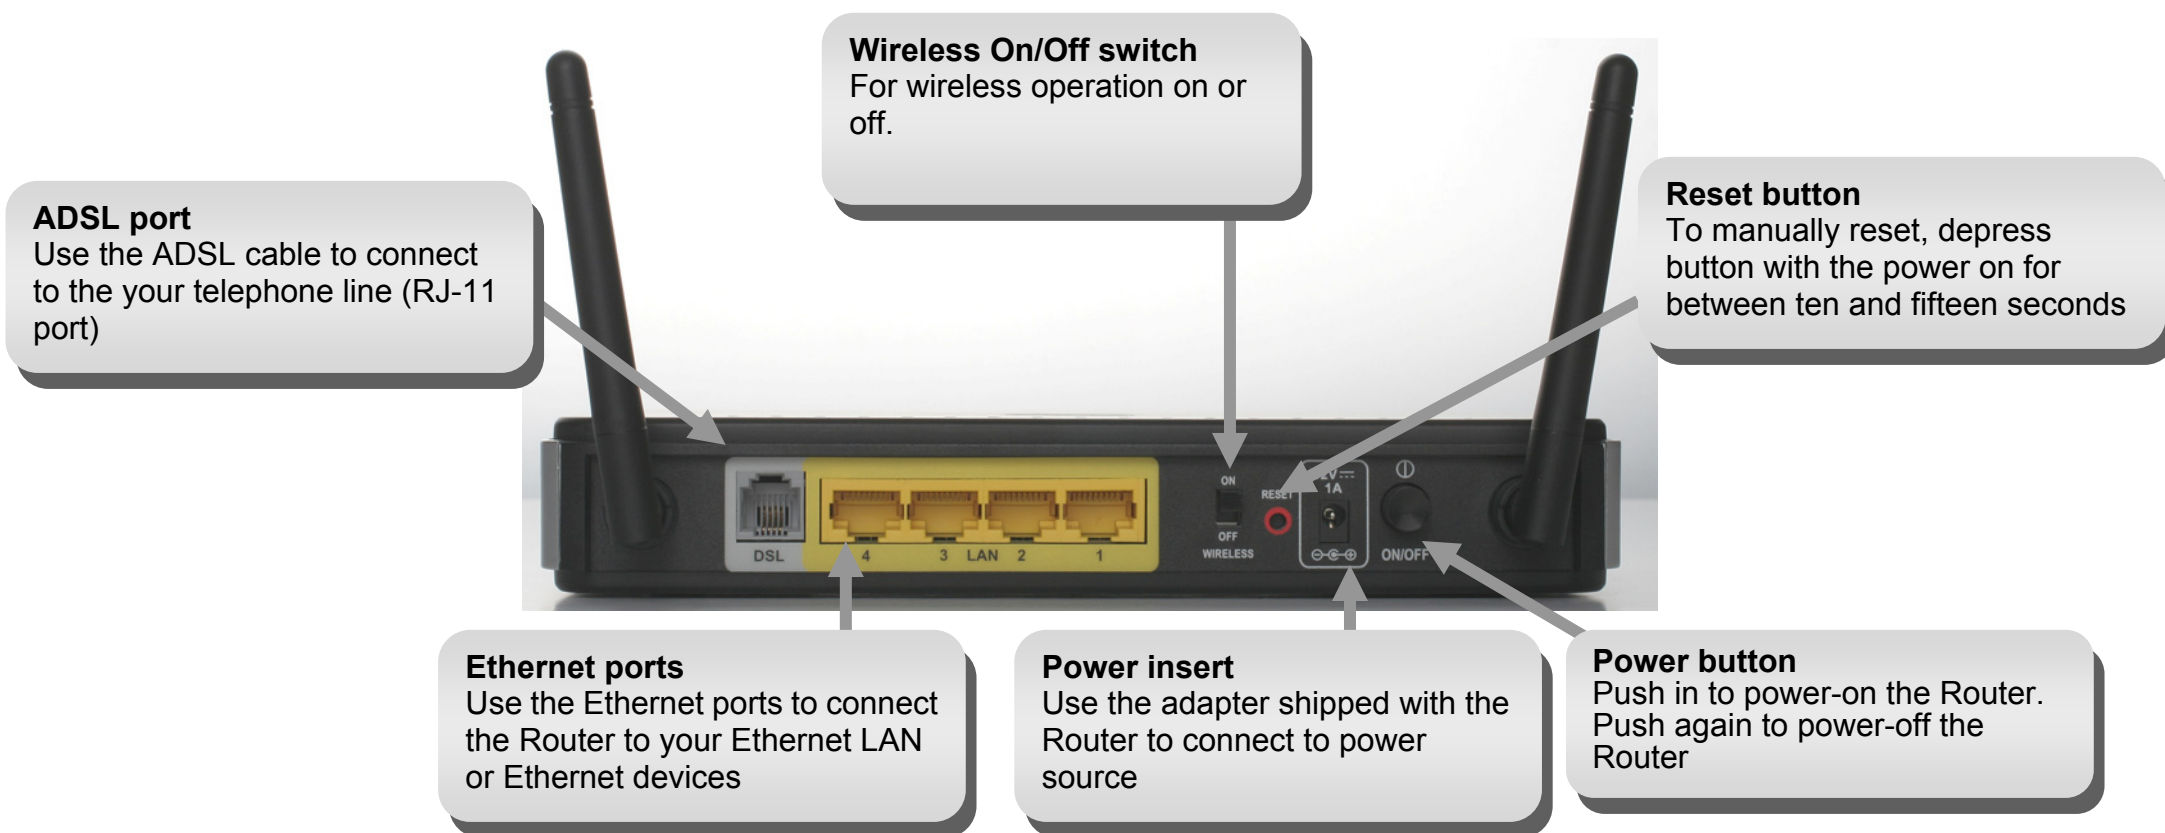 Wireless On/Off switch
For wireless operation on or
off.
ADSL port
Use the ADSL cable to connect
to the your telephone line (RJ-11
port)
Reset button
To manually reset, depress
button with the power on for
between ten and fifteen seconds
ON
RESET
2V
1A
OFF
WIRELESS
ON/OFF
DSL
4 3 LAN 2 1
Ethernet ports
Use the Ethernet ports to connect
the Router to your Ethernet LAN
or Ethernet devices
Power insert
Use the adapter shipped with the
Router to connect to power
source
Power button
Push in to power-on the Router.
Push again to power-off the
Router